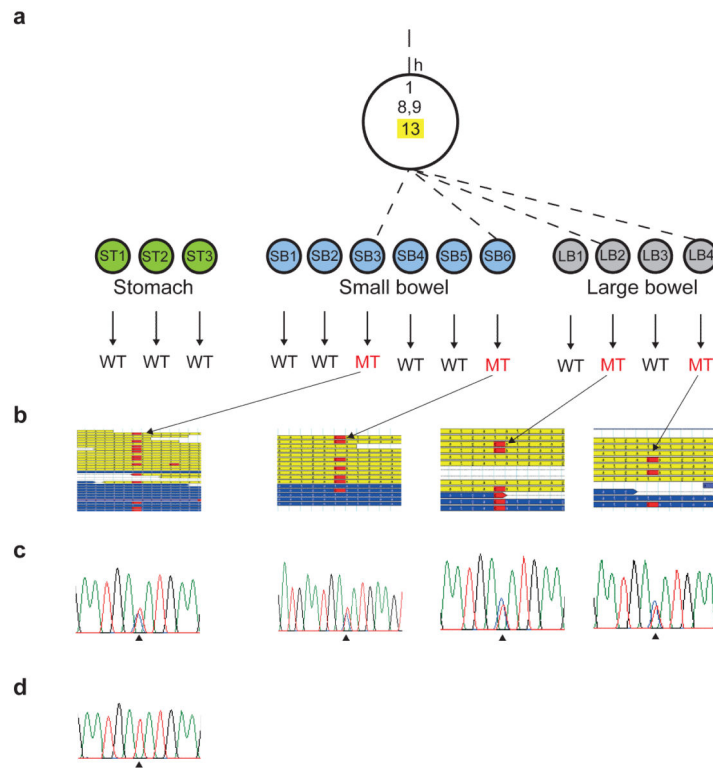 a
h
1
8,9
13
ST1 ST2 ST3 SB1 SB2 SB3 SB4 SB5 SB6 LB1 LB2 LB3 LB4
Stomach Small bowel Large bowel
WT WT WT WT WT MT WT WT MT WT MT WT MT
b
c
d